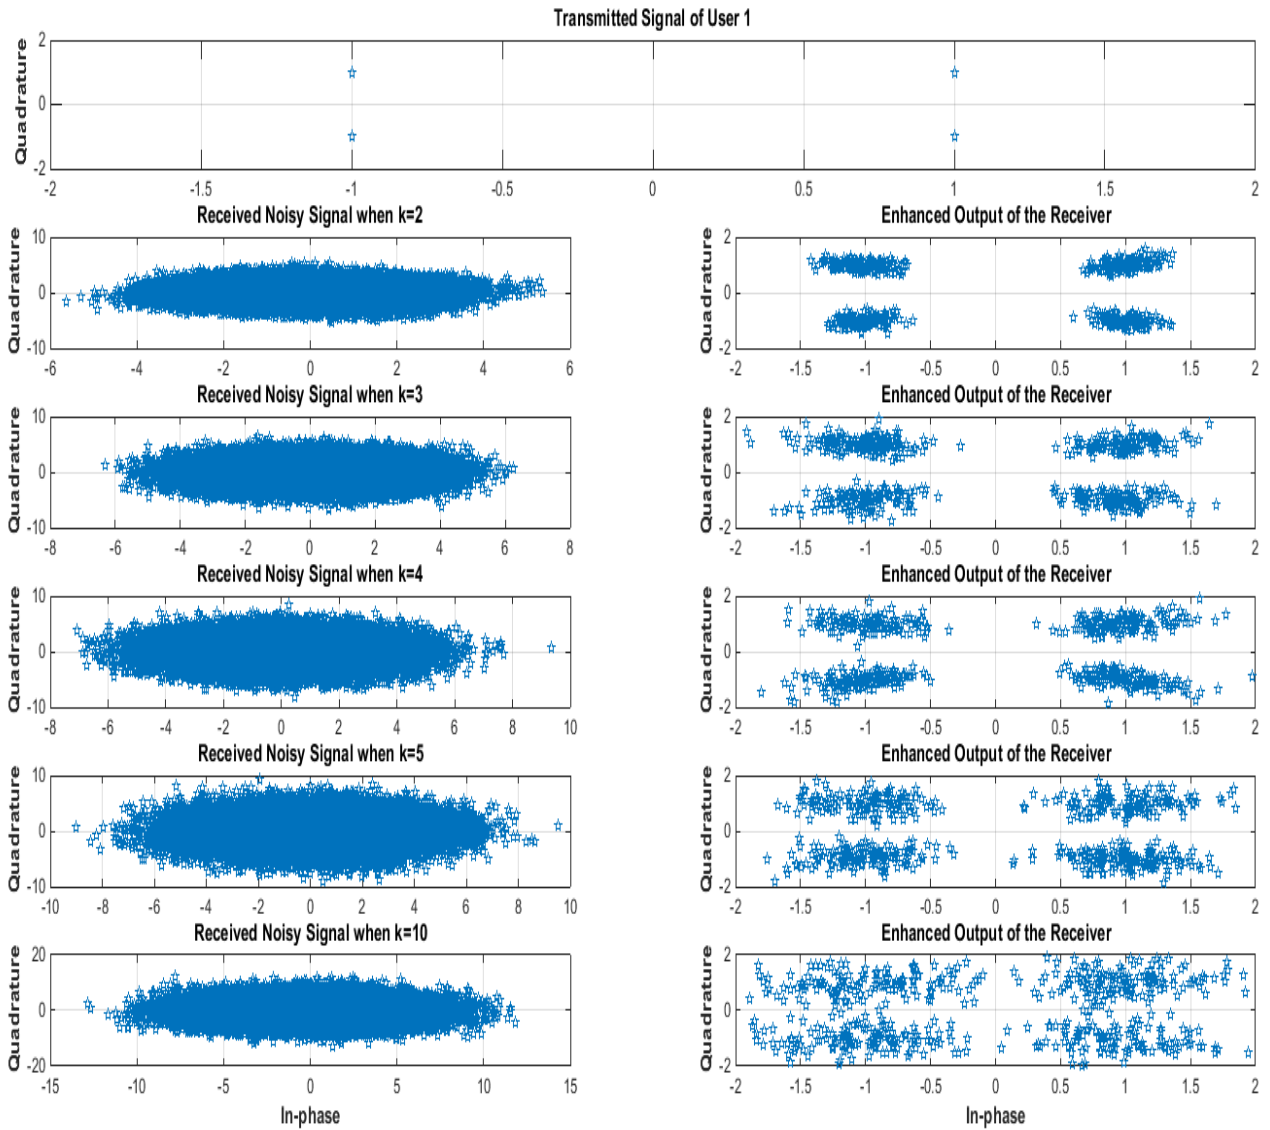 Transmitted Signal of User 1
Quadrature
2
0
-2
-2 -1.5 -1 -0.5 0 0.5 1 1.5 2
Received Noisy Signal when k=2
Quadrature
10
0
-10
-6 -4 -2 0 2 4 6
Enhanced Output of the Receiver
Quadrature
2
0
-2
-2 -1.5 -1 -0.5 0 0.5 1 1.5 2
Received Noisy Signal when k=3
Quadrature
10
0
-10
-8 -6 -4 -2 0 2 4 6 8
Enhanced Output of the Receiver
Quadrature
2
0
-2
-2 -1.5 -1 -0.5 0 0.5 1 1.5 2
Received Noisy Signal when k=4
Quadrature
10
0
-10
-8 -6 -4 -2 0 2 4 6 8 10
Enhanced Output of the Receiver
Quadrature
2
0
-2
-2 -1.5 -1 -0.5 0 0.5 1 1.5 2
Received Noisy Signal when k=5
Quadrature
10
0
-10
-10 -8 -6 -4 -2 0 2 4 6 8 10
Enhanced Output of the Receiver
Quadrature
2
0
-2
-2 -1.5 -1 -0.5 0 0.5 1 1.5 2
Received Noisy Signal when k=10
Quadrature
20
0
-20
-15 -10 -5 0 5 10 15
In-phase
Enhanced Output of the Receiver
Quadrature
2
0
-2
-2 -1.5 -1 -0.5 0 0.5 1 1.5 2
In-phase